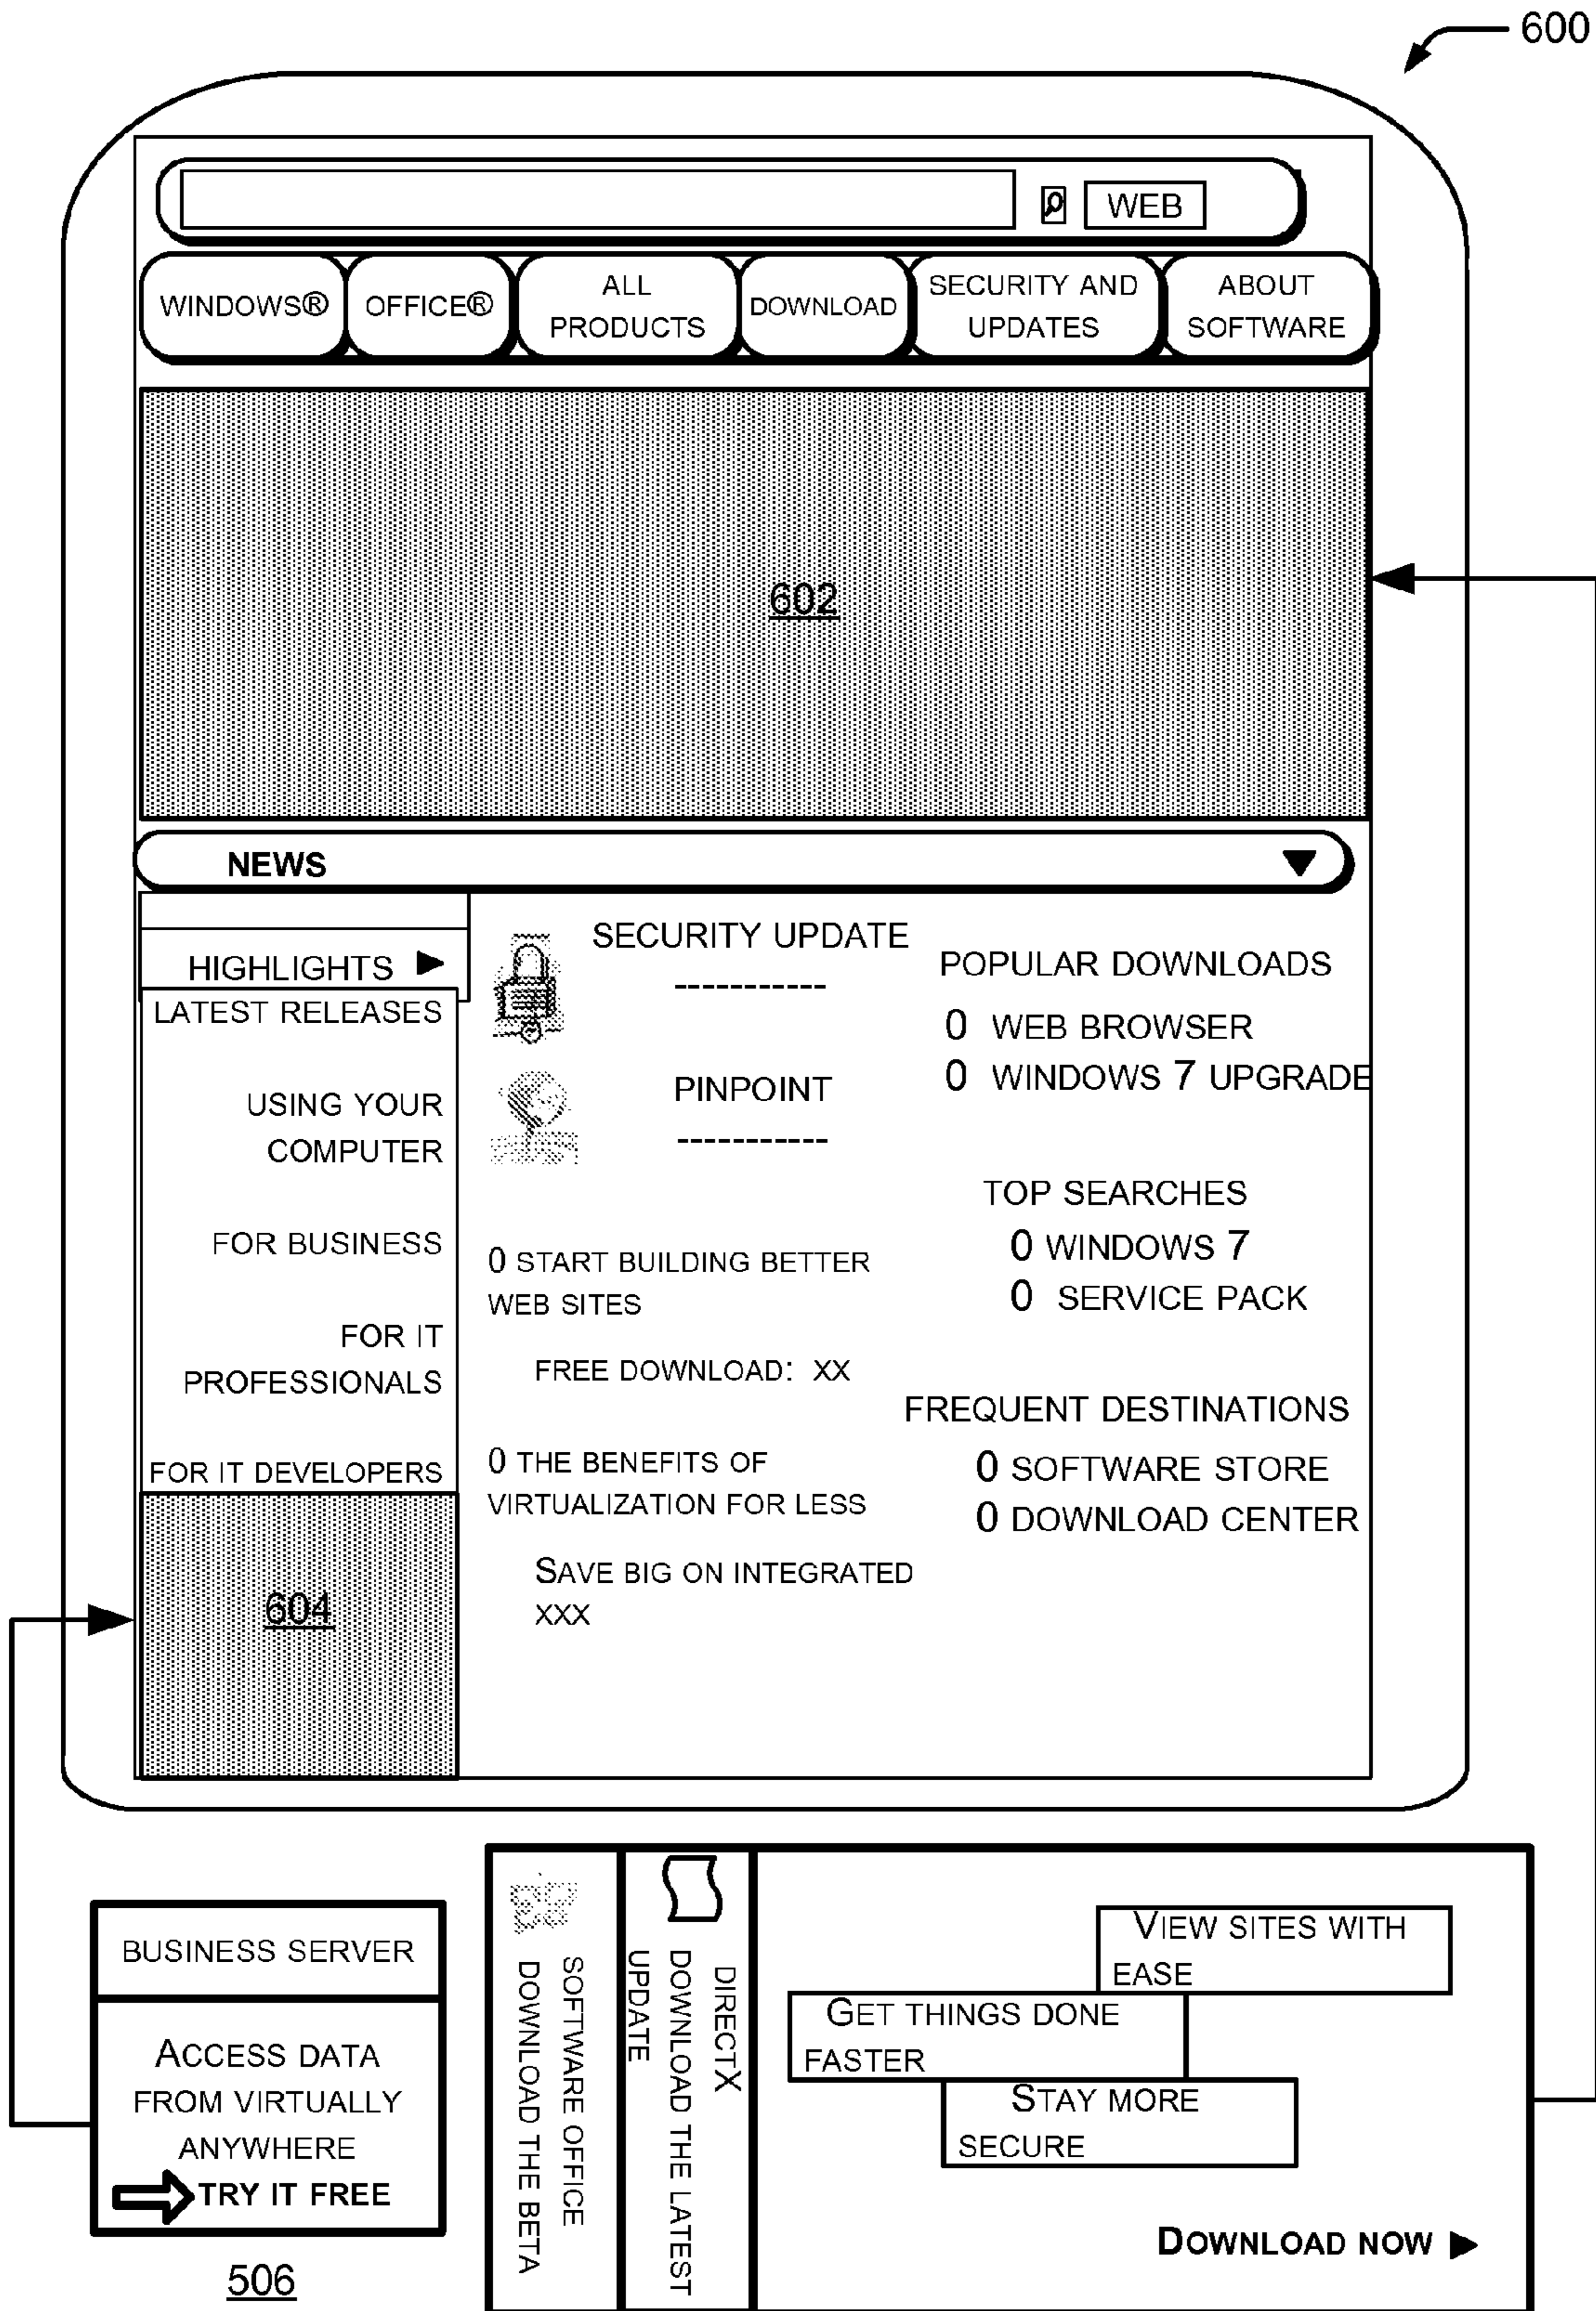 600
WEB
WINDOWS®
OFFICE®
ALL
PRODUCTS
DOWNLOAD
SECURITY AND
UPDATES
ABOUT
SOFTWARE
602
NEWS
HIGHLIGHTS
LATEST RELEASES
USING YOUR
COMPUTER
FOR BUSINESS
FOR IT
PROFESSIONALS
FOR IT DEVELOPERS
604
SECURITY UPDATE
-----------
PINPOINT
-----------
0 START BUILDING BETTER
WEB SITES
FREE DOWNLOAD: XX
0 THE BENEFITS OF
VIRTUALIZATION FOR LESS
SAVE BIG ON INTEGRATED
XXX
POPULAR DOWNLOADS
0 WEB BROWSER
0 WINDOWS 7 UPGRADE
TOP SEARCHES
0 WINDOWS 7
0 SERVICE PACK
FREQUENT DESTINATIONS
0 SOFTWARE STORE
0 DOWNLOAD CENTER
BUSINESS SERVER
ACCESS DATA
FROM VIRTUALLY
ANYWHERE
TRY IT FREE
506
SOFTWARE OFFICE
DOWNLOAD THE BETA
DIRECTX
DOWNLOAD THE LATEST
UPDATE
VIEW SITES WITH
EASE
GET THINGS DONE
FASTER
STAY MORE
SECURE
DOWNLOAD NOW